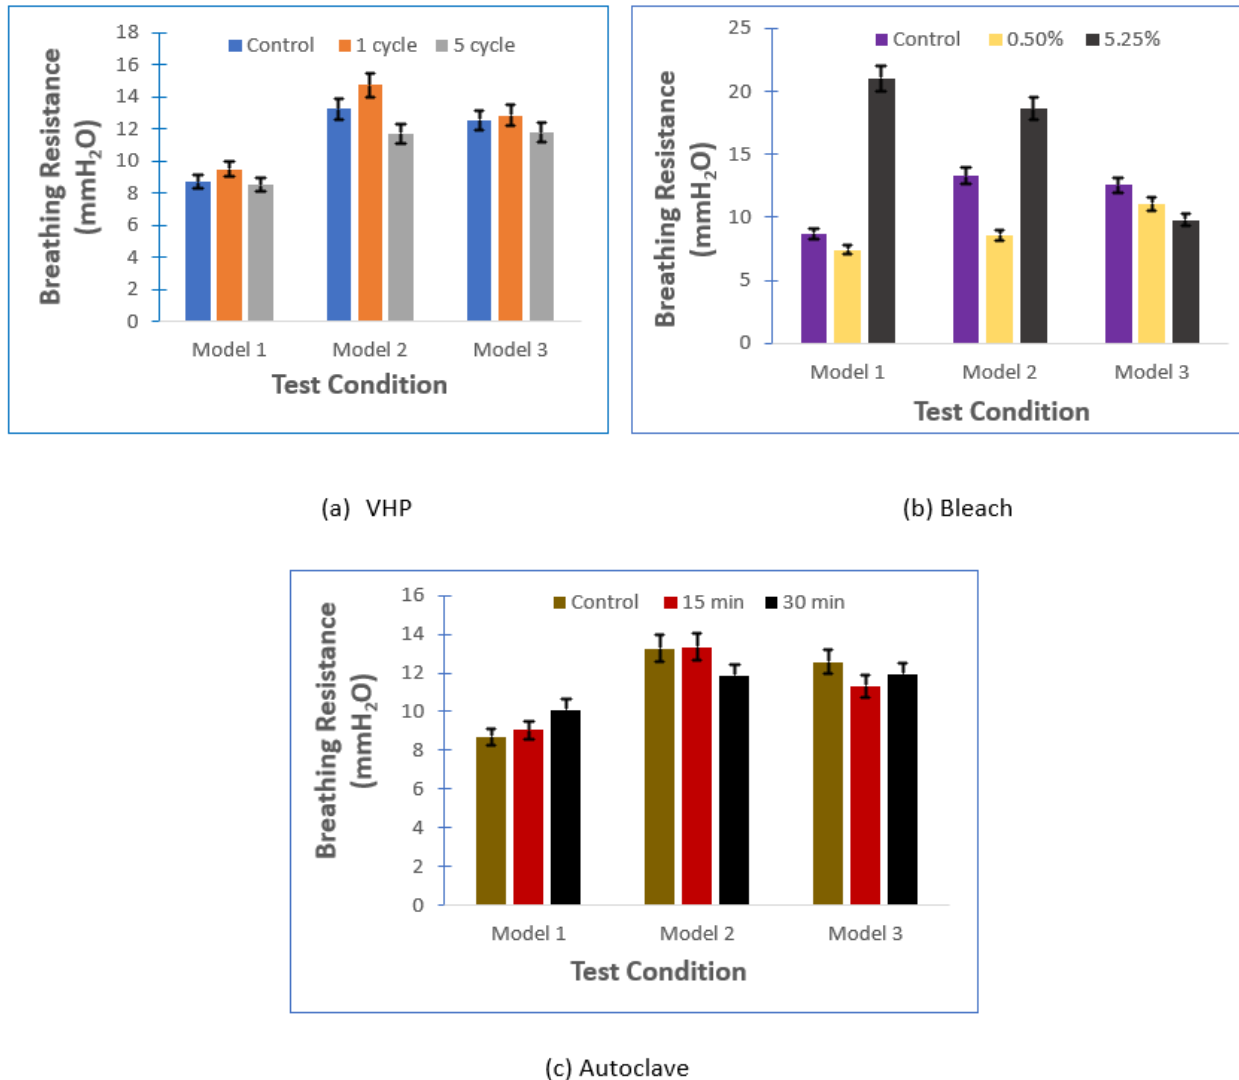 18
16
14
12
10
8
6
4
2
0
Breathing Resistance
(mmH₂O)
Control 1 cycle 5 cycle
Model 1 Model 2 Model 3
Test Condition
(a) VHP
25
20
15
10
5
0
Breathing Resistance
(mmH₂O)
Control 0.50% 5.25%
Model 1 Model 2 Model 3
Test Condition
(b) Bleach
16
14
12
10
8
6
4
2
0
Breathing Resistance
(mmH₂O)
Control 15 min 30 min
Model 1 Model 2 Model 3
Test Condition
(c) Autoclave